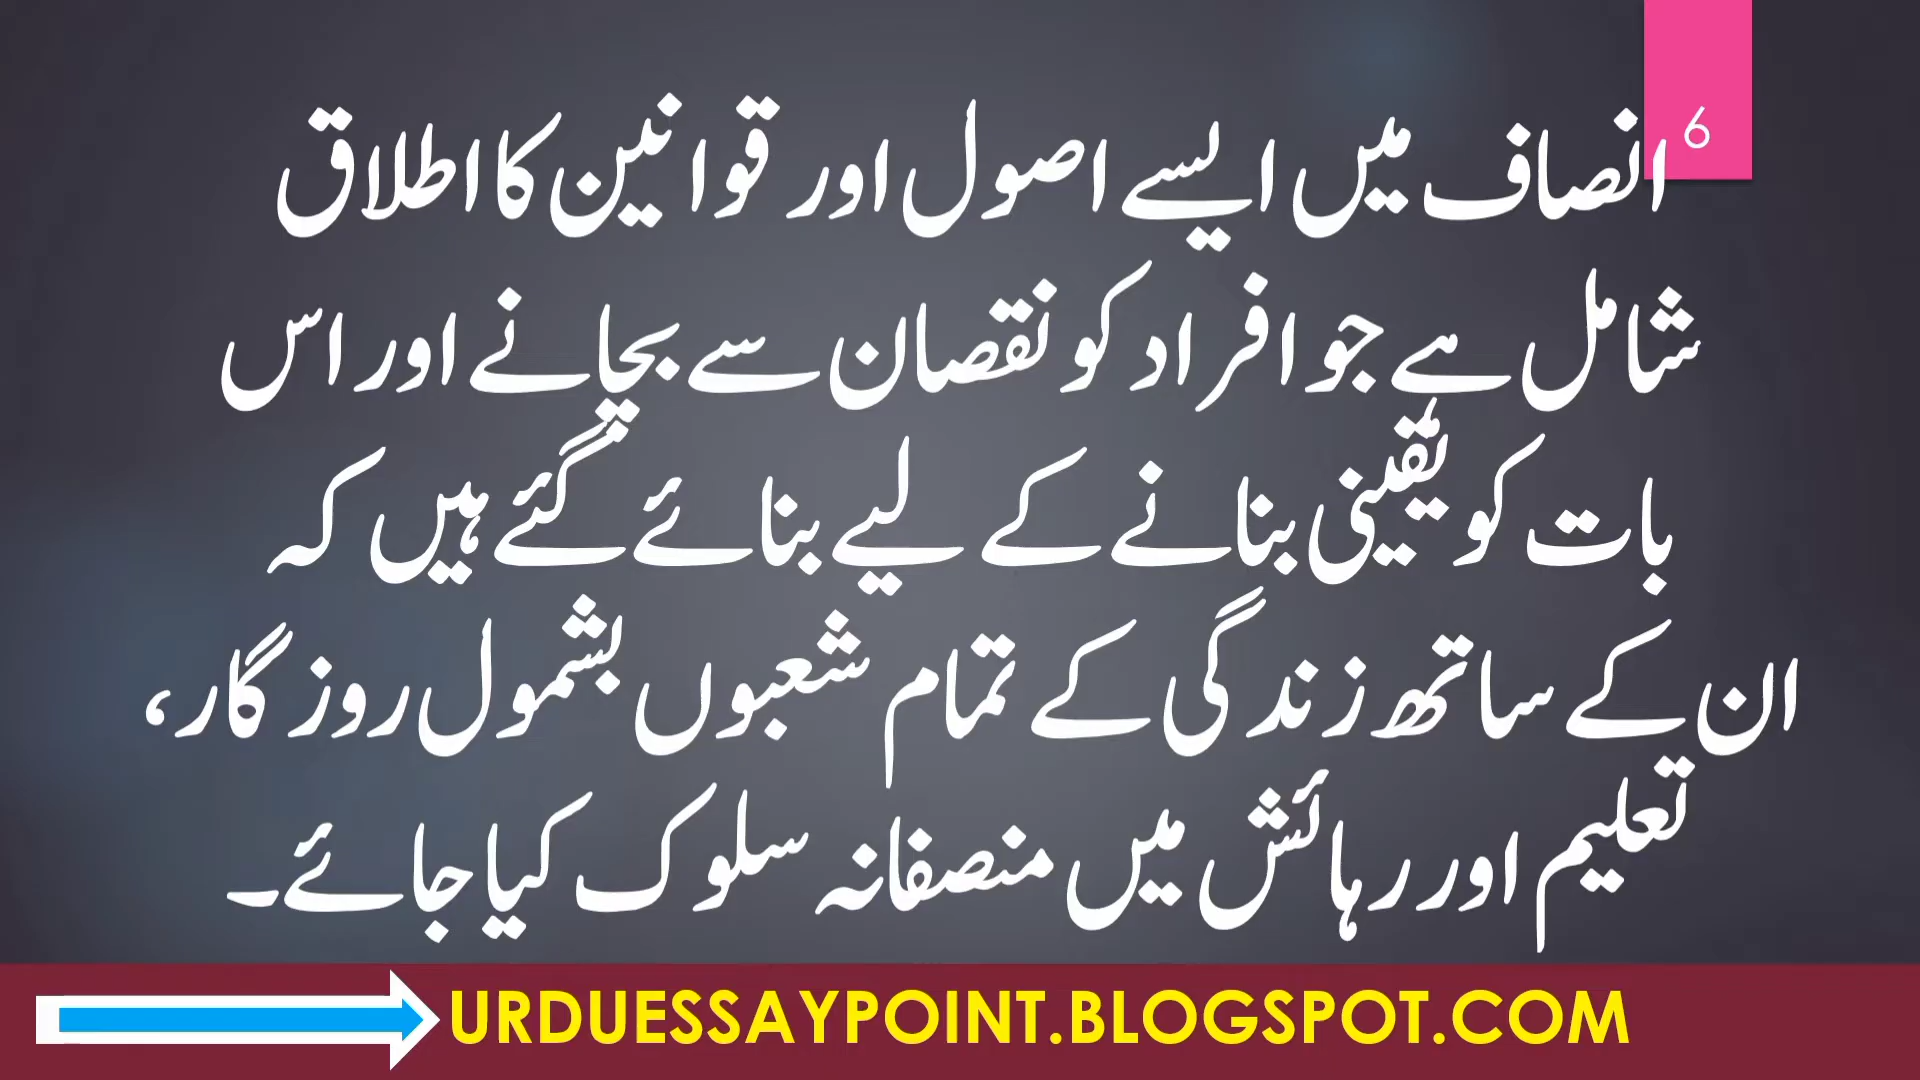 6
انصاف میں ایسے اصول اور قوانین کا اطلاق
شامل ہے جو افراد کو نقصان سے بچانے اور اس
بات کو یقینی بنانے کے لیے بنائے گئے ہیں کہ
ان کے ساتھ زندگی کے تمام شعبوں بشمول روزگار،
تعلیم اور رہائش میں منصفانہ سلوک کیا جائے۔
URDUESSAYPOINT.BLOGSPOT.COM